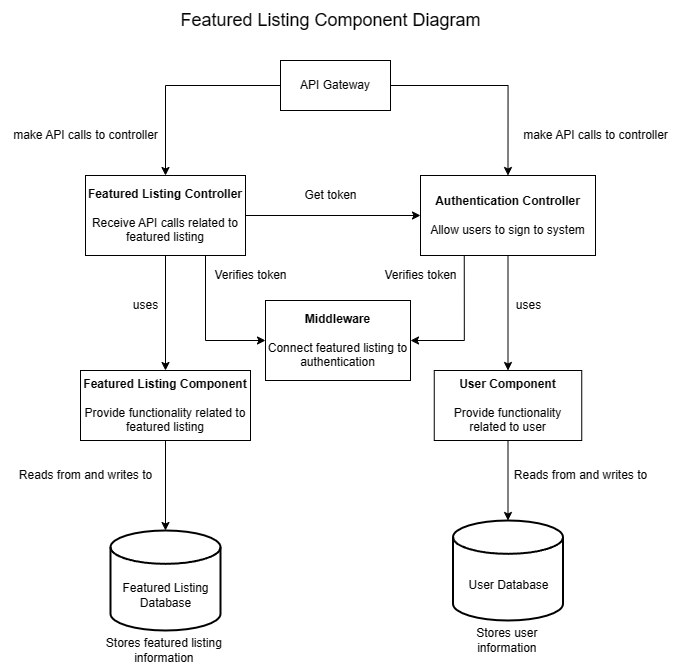 Featured Listing Component Diagram
API Gateway
make API calls to controller
make API calls to controller
Featured Listing Controller
Receive API calls related to
featured listing
Get token
Authentication Controller
Allow users to sign to system
Verifies token
Verifies token
uses
uses
Middleware
Connect featured listing to
authentication
Featured Listing Component
Provide functionality related to
featured listing
User Component
Provide functionality
related to user
Reads from and writes to
Reads from and writes to
Featured Listing
Database
User Database
Stores featured listing
information
Stores user
information